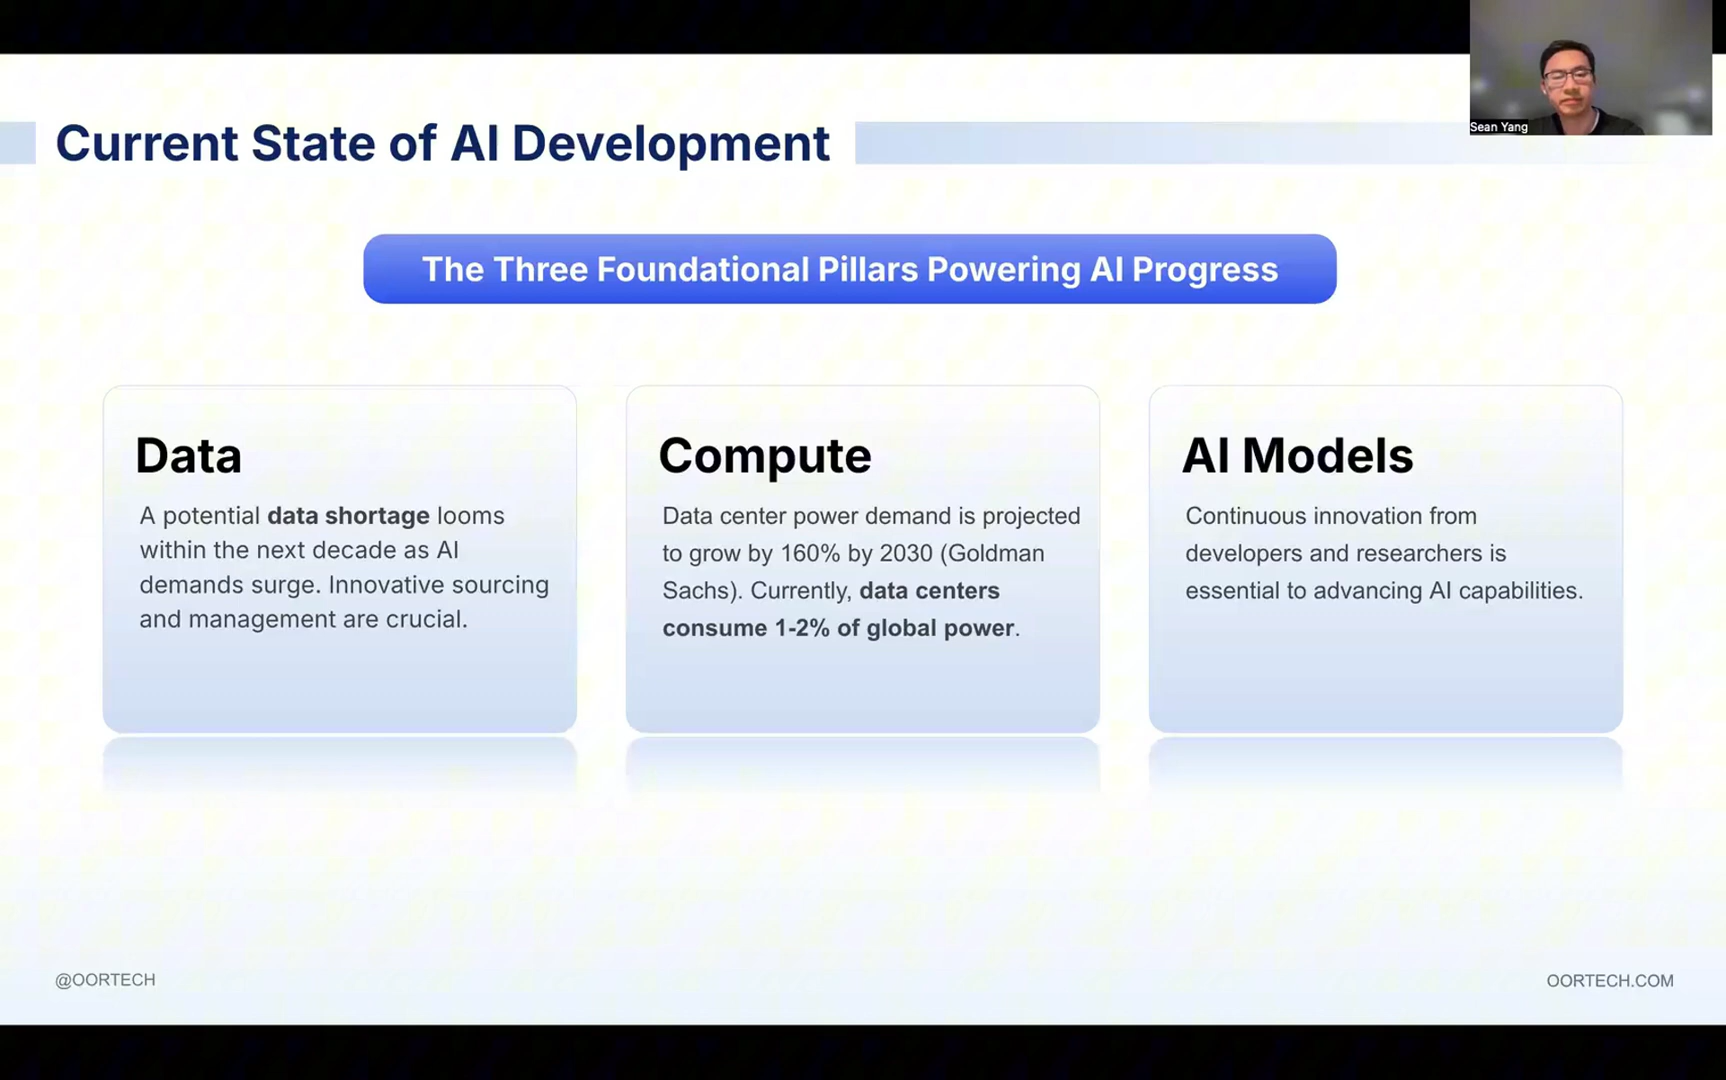 Sean Yang
Current State of AI Development
The Three Foundational Pillars Powering AI Progress
Data
A potential data shortage looms
within the next decade as AI
demands surge. Innovative sourcing
and management are crucial.
Compute
Data center power demand is projected
to grow by 160% by 2030 (Goldman
Sachs). Currently, data centers
consume 1-2% of global power.
AI Models
Continuous innovation from
developers and researchers is
essential to advancing AI capabilities.
@OORTECH
OORTECH.COM